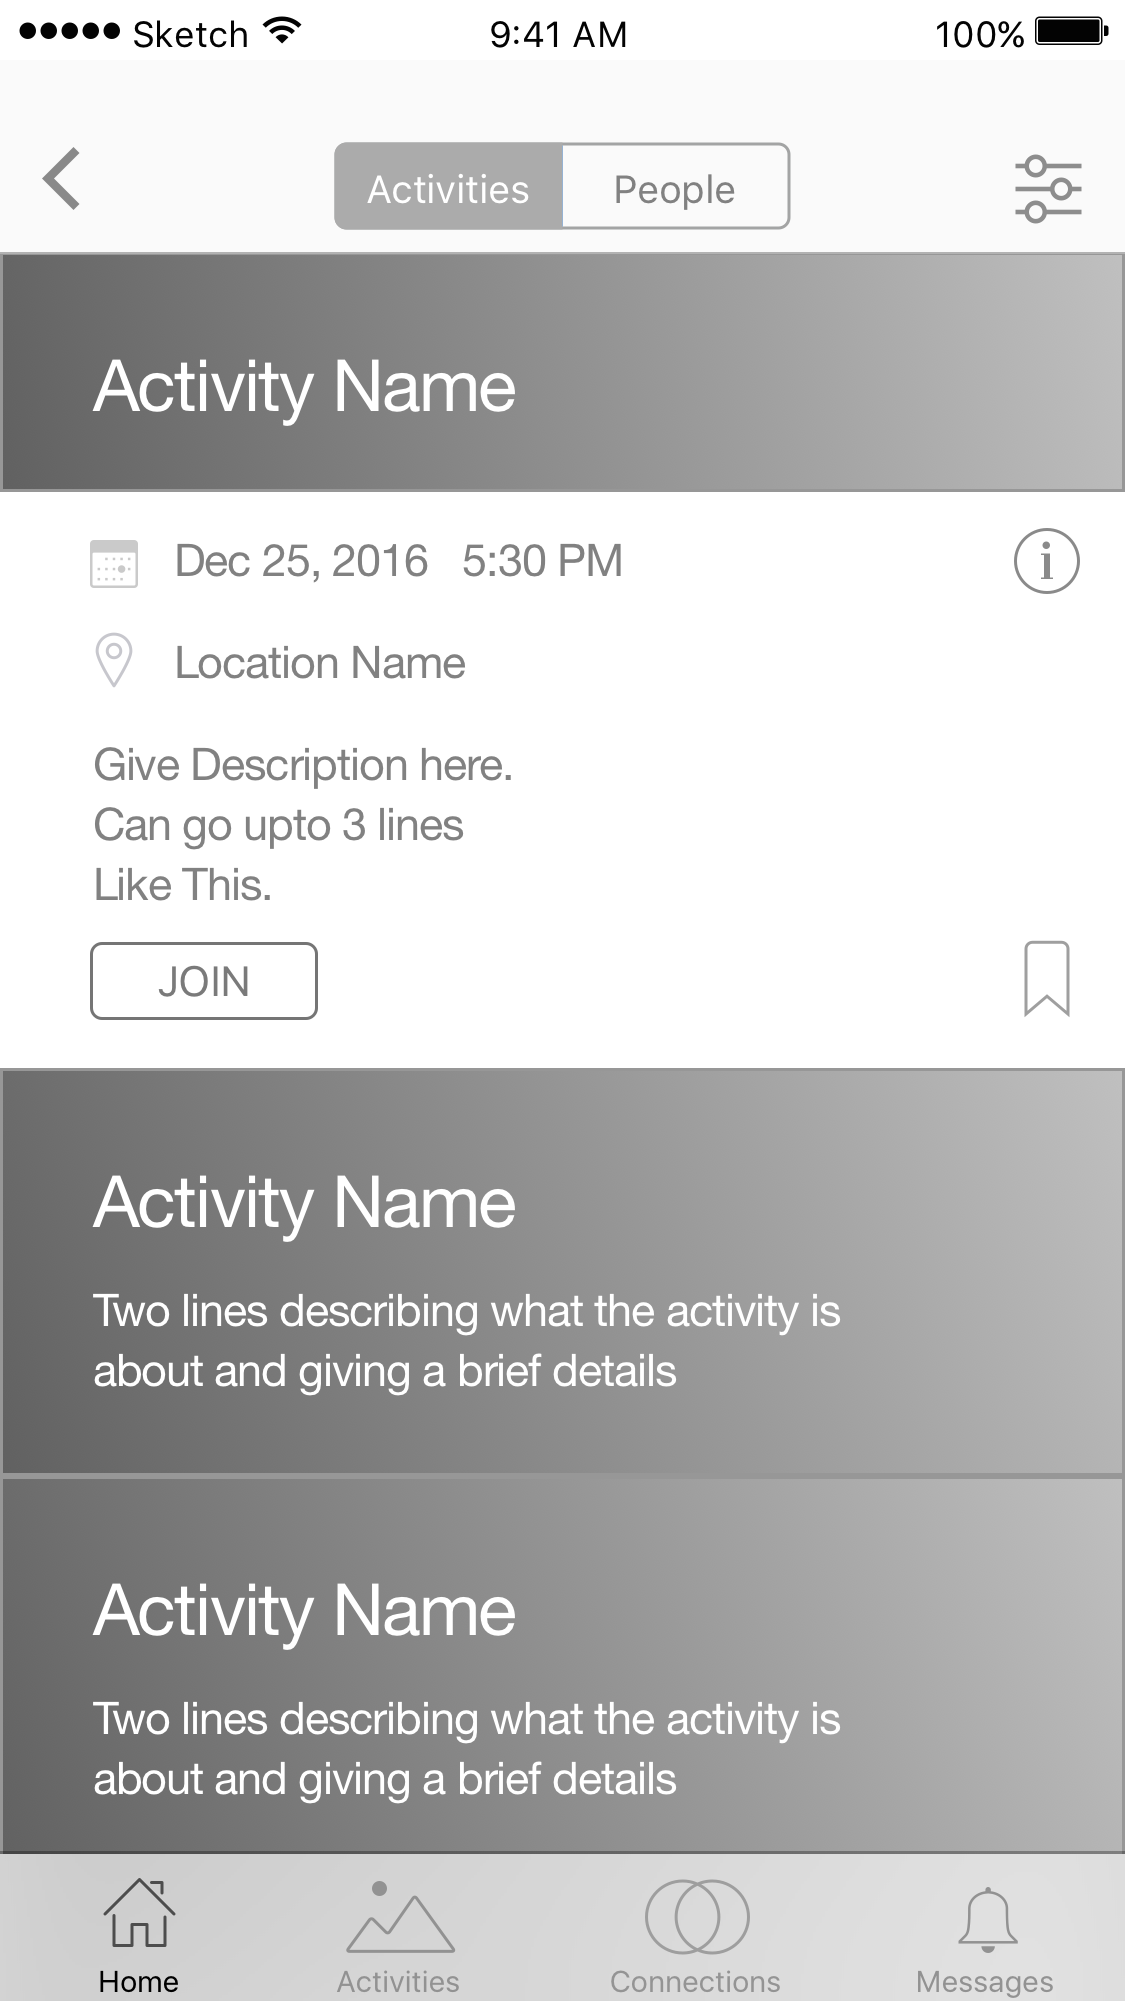 Sketch 9:41 AM 100%
Activities People
Activity Name
Dec 25, 2016 5:30 PM
Location Name
Give Description here.
Can go upto 3 lines
Like This.
JOIN
Activity Name
Two lines describing what the activity is
about and giving a brief details
Activity Name
Two lines describing what the activity is
about and giving a brief details
Home Activities Connections Messages